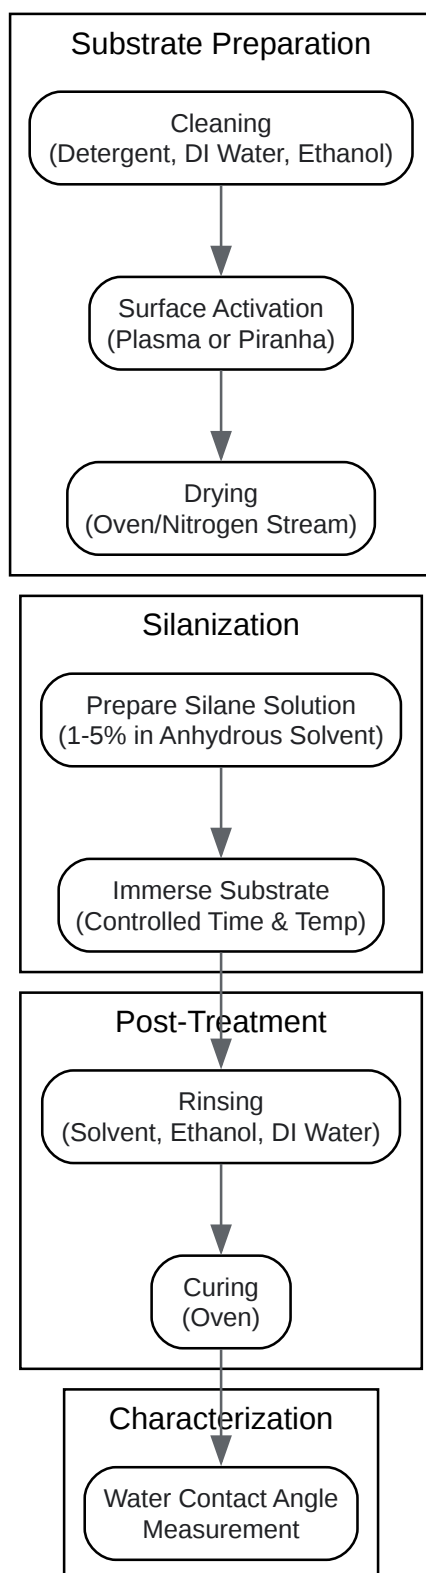 Substrate Preparation
Cleaning
(Detergent, DI Water, Ethanol)
Surface Activation
(Plasma or Piranha)
Drying
(Oven/Nitrogen Stream)
Silanization
Prepare Silane Solution
(1-5% in Anhydrous Solvent)
Immerse Substrate
(Controlled Time & Temp)
Post-Treatment
Rinsing
(Solvent, Ethanol, DI Water)
Curing
(Oven)
Characterization
Water Contact Angle
Measurement